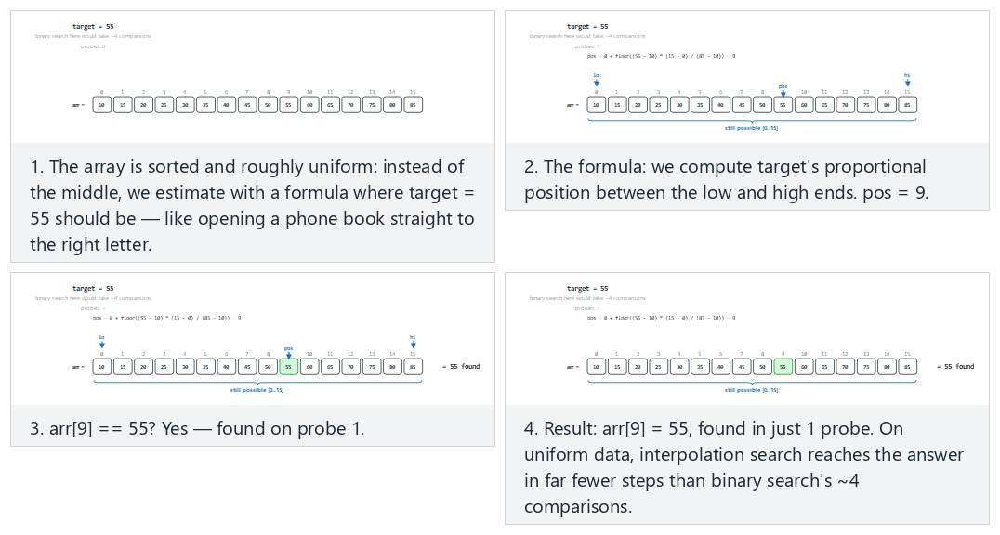 target = 55
binary search here would take ~4 comparisons
probes: 0
0 1 2 3 4 5 6 7 8 9 10 11 12 13 14 15
arr = 10 15 20 25 30 35 40 45 50 55 60 65 70 75 80 85
1. The array is sorted and roughly uniform: instead of
the middle, we estimate with a formula where target =
55 should be — like opening a phone book straight to
the right letter.
target = 55
binary search here would take ~4 comparisons
probes: 1
pos = 0 + floor((55 - 10) * (15 - 0) / (85 - 10)) = 9
lo pos hi
0 1 2 3 4 5 6 7 8 10 11 12 13 14 15
arr = 10 15 20 25 30 35 40 45 50 55 60 65 70 75 80 85
still possible [0..15]
2. The formula: we compute target's proportional
position between the low and high ends. pos = 9.
target = 55
binary search here would take ~4 comparisons
probes: 1
pos = 0 + floor((55 - 10) * (15 - 0) / (85 - 10)) = 9
lo pos hi
0 1 2 3 4 5 6 7 8 10 11 12 13 14 15
arr = 10 15 20 25 30 35 40 45 50 55 60 65 70 75 80 85 = 55 found
still possible [0..15]
3. arr[9] == 55? Yes — found on probe 1.
target = 55
binary search here would take ~4 comparisons
probes: 1
pos = 0 + floor((55 - 10) * (15 - 0) / (85 - 10)) = 9
0 1 2 3 4 5 6 7 8 9 10 11 12 13 14 15
arr = 10 15 20 25 30 35 40 45 50 55 60 65 70 75 80 85 = 55 found
still possible [0..15]
4. Result: arr[9] = 55, found in just 1 probe. On
uniform data, interpolation search reaches the answer
in far fewer steps than binary search's ~4
comparisons.